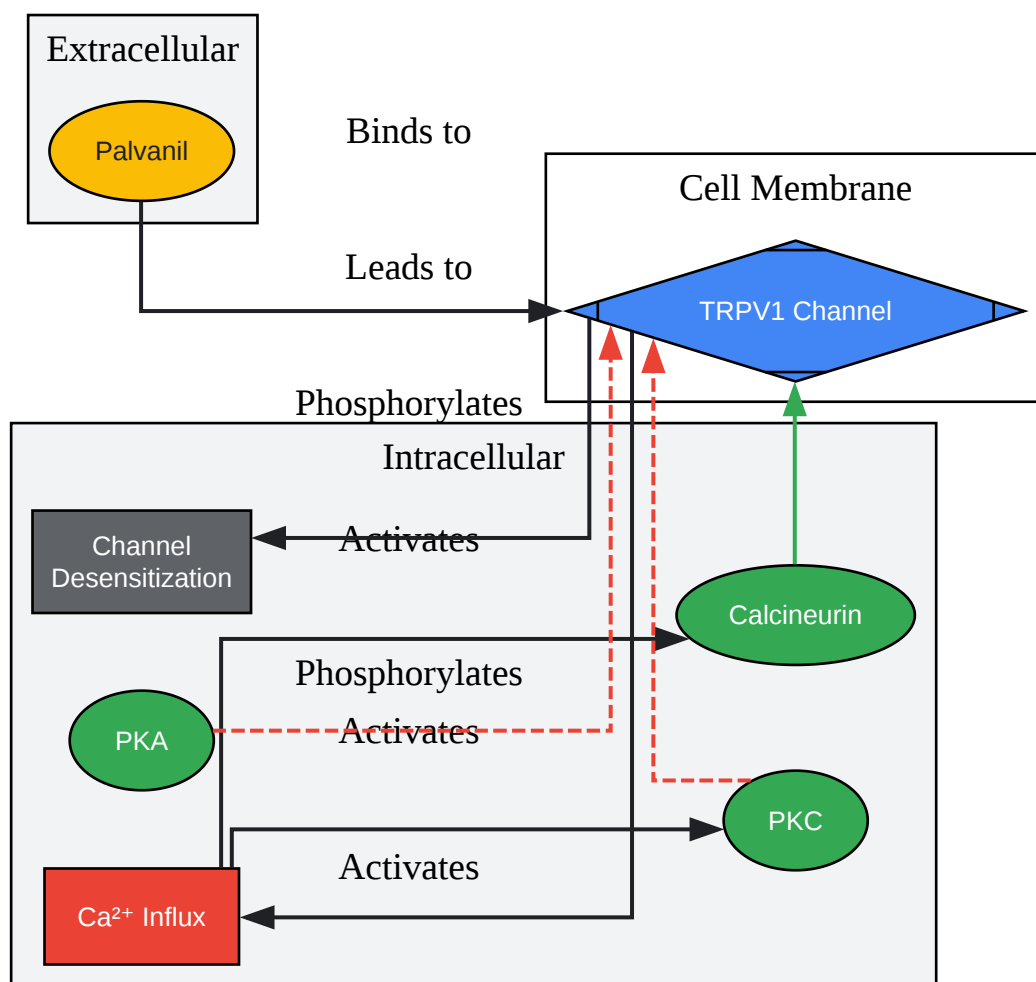 Extracellular
Palvanil
Binds to
Cell Membrane
Leads to
TRPV1 Channel
Phosphorylates
Intracellular
Channel
Desensitization
Activates
Calcineurin
Phosphorylates
PKA
Activates
PKC
Activates
Ca²⁺ Influx